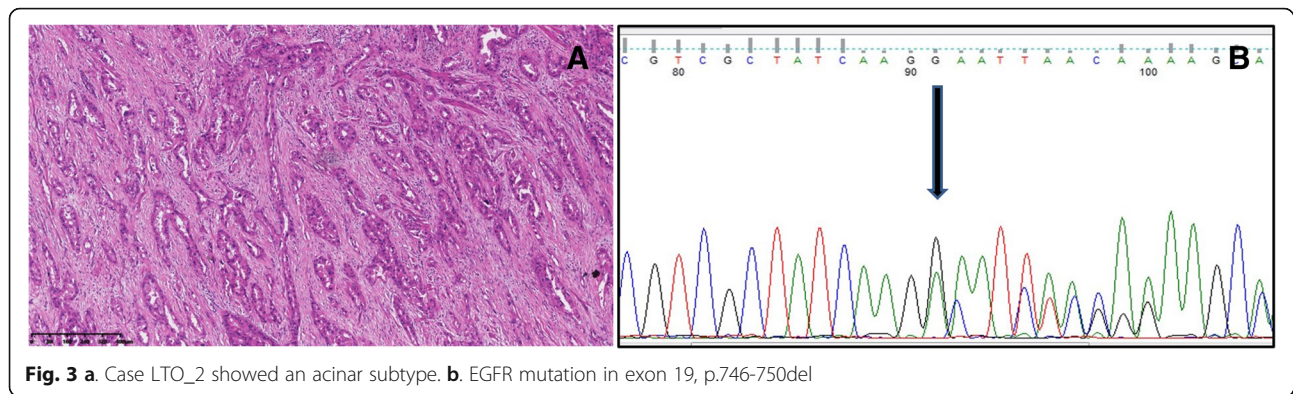 A
B
C G T C G C T A T C A A G G A A T T A A C A A A A G A
80 90 100
Fig. 3 a. Case LTO_2 showed an acinar subtype. b. EGFR mutation in exon 19, p.746-750del